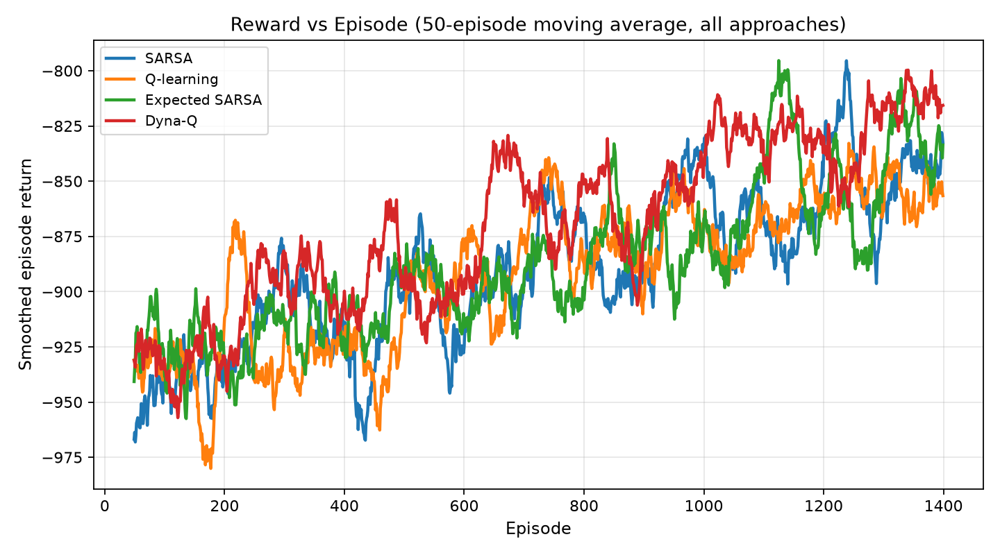 Reward vs Episode (50-episode moving average, all approaches)
SARSA
Q-learning
Expected SARSA
Dyna-Q
Smoothed episode return
−800
−825
−850
−875
−900
−925
−950
−975
0
200
400
600
800
1000
1200
1400
Episode